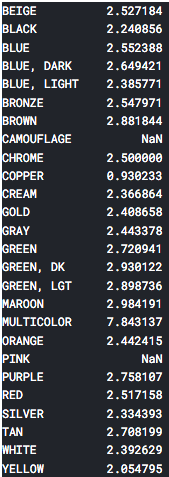 BEIGE 2.527184
BLACK 2.240856
BLUE 2.552388
BLUE, DARK 2.649421
BLUE, LIGHT 2.385771
BRONZE 2.547971
BROWN 2.881844
CAMOUFLAGE NaN
CHROME 2.500000
COPPER 0.930233
CREAM 2.366864
GOLD 2.408658
GRAY 2.443378
GREEN 2.720941
GREEN, DK 2.930122
GREEN, LGT 2.898736
MAROON 2.984191
MULTICOLOR 7.843137
ORANGE 2.442415
PINK NaN
PURPLE 2.758107
RED 2.517158
SILVER 2.334393
TAN 2.708199
WHITE 2.392629
YELLOW 2.054795